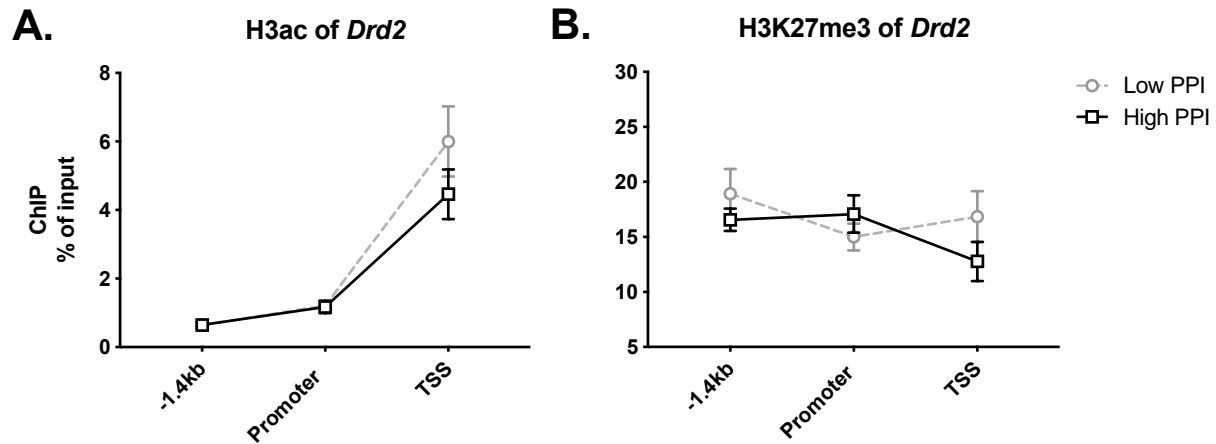 A.
H3ac of Drd2
ChIP
% of input
8
6
4
2
0
-1.4kb
Promoter
TSS
B.
H3K27me3 of Drd2
30
25
20
15
10
5
-1.4kb
Promoter
TSS
Low PPI
High PPI